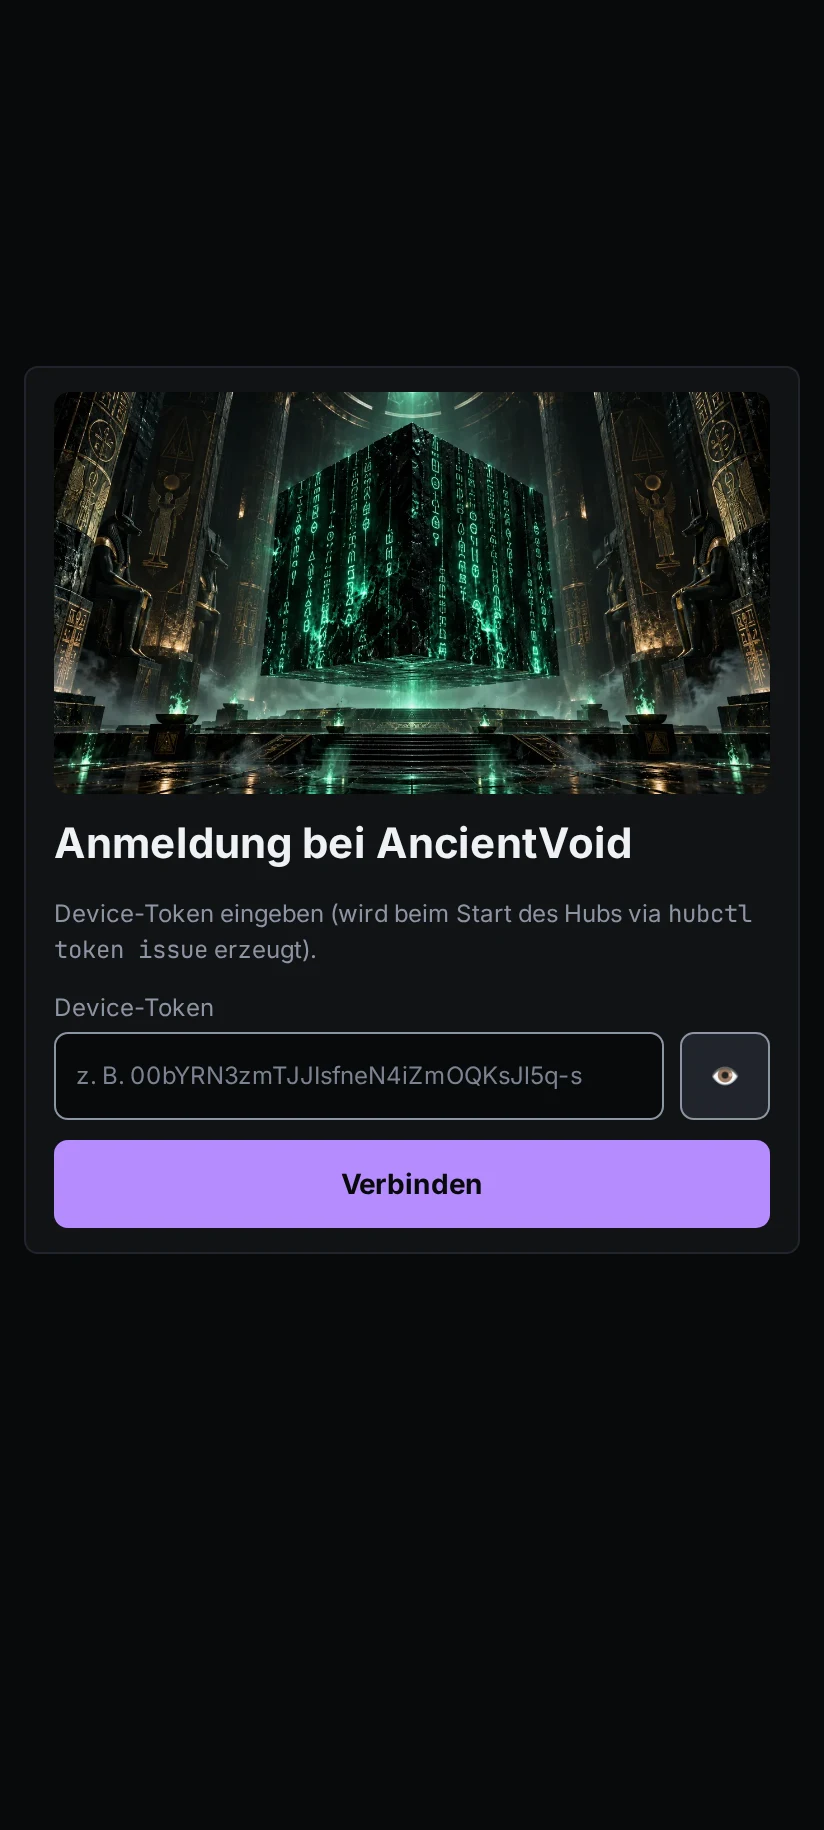 Anmeldung bei AncientVoid
Device-Token eingeben (wird beim Start des Hubs via hubctl
token issue erzeugt).
Device-Token
z. B. 00bYRN3zmTJJIsfneN4iZmOQKsJl5q-s
Verbinden